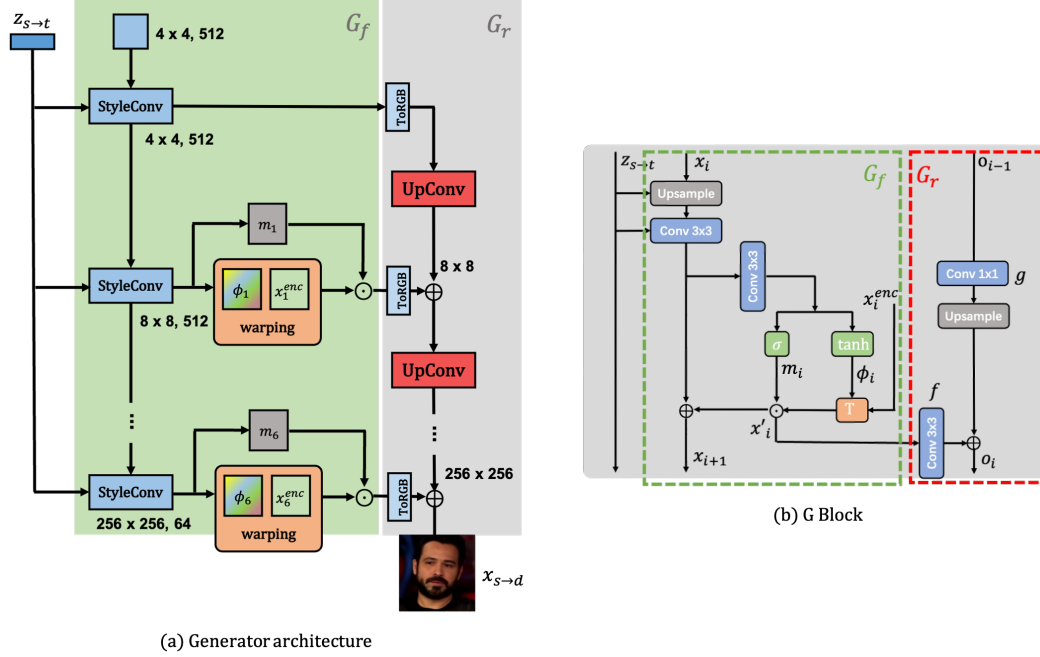 z_{s→t}
G_f
G_r
4 x 4, 512
StyleConv
ToRGB
4 x 4, 512
UpConv
m_1
8 x 8
StyleConv
ϕ_1
x_1^{enc}
⊙
ToRGB
⊕
8 x 8, 512
warping
UpConv
...
...
m_6
256 x 256
StyleConv
ϕ_6
x_6^{enc}
⊙
ToRGB
⊕
256 x 256, 64
warping
x_{s→d}
(a) Generator architecture
z_{s→t}
x_i
G_f
G_r
o_{i−1}
Upsample
Conv 3x3
Conv 3x3
x_i^{enc}
Conv 1x1
g
Upsample
σ
tanh
m_i
ϕ_i
f
⊕
⊙
T
x'_i
Conv 3x3
⊕
x_{i+1}
o_i
(b) G Block